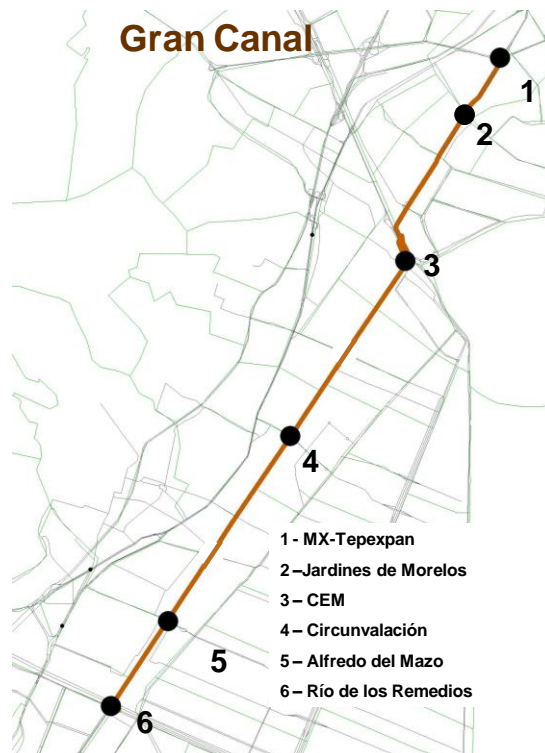 Gran Canal
1
2
3
4
1 - MX-Tepexpan
2 –Jardines de Morelos
3 – CEM
4 – Circunvalación
5 – Alfredo del Mazo
6 – Río de los Remedios
5
6